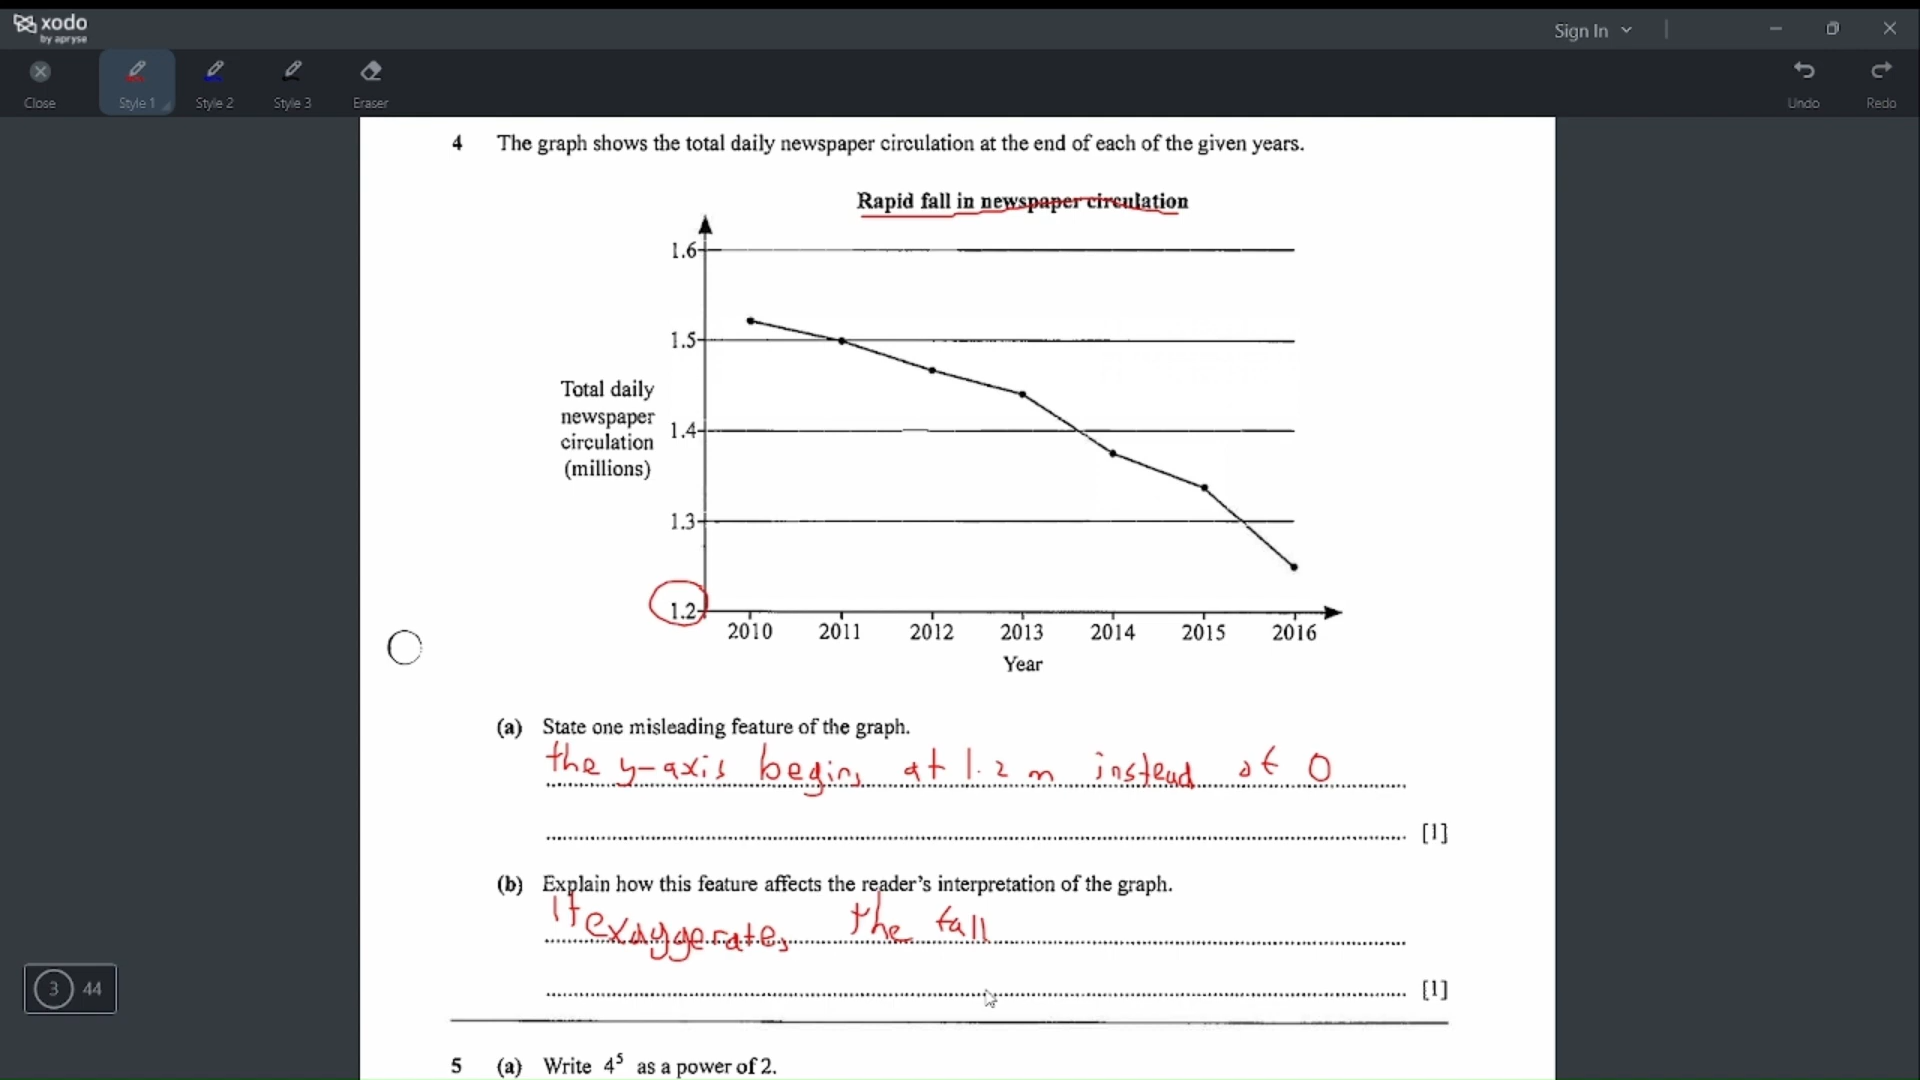 xodo
by apryse
Sign In
Close
Style 1
Style 2
Style 3
Eraser
Undo
Redo
4 The graph shows the total daily newspaper circulation at the end of each of the given years.
Rapid fall in newspaper circulation
1.6
1.5
1.4
1.3
1.2
Total daily
newspaper
circulation
(millions)
2010 2011 2012 2013 2014 2015 2016
Year
(a) State one misleading feature of the graph.
the y-axis begins at 1.2 m instead of 0
[1]
(b) Explain how this feature affects the reader's interpretation of the graph.
It exaggerates the fall
[1]
3 44
5 (a) Write 4⁵ as a power of 2.